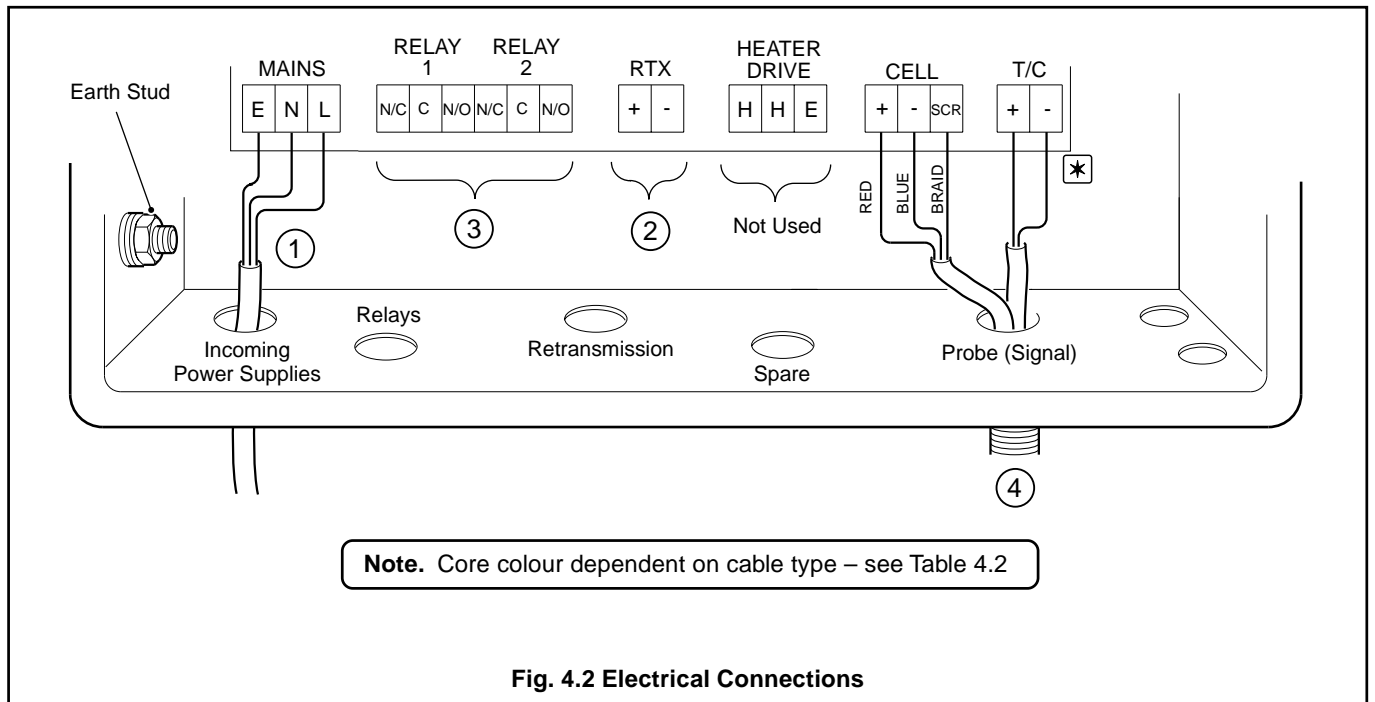 RELAY RELAY
1 2
HEATER
DRIVE
MAINS RTX CELL T/C
Earth Stud
E N L N/C C N/O N/C C N/O + - H H E + - SCR + -
RED
BLUE
BRAID
*
1 3 2 Not Used
Relays
Incoming
Power Supplies
Retransmission
Spare
Probe (Signal)
4
Note. Core colour dependent on cable type – see Table 4.2
Fig. 4.2 Electrical Connections